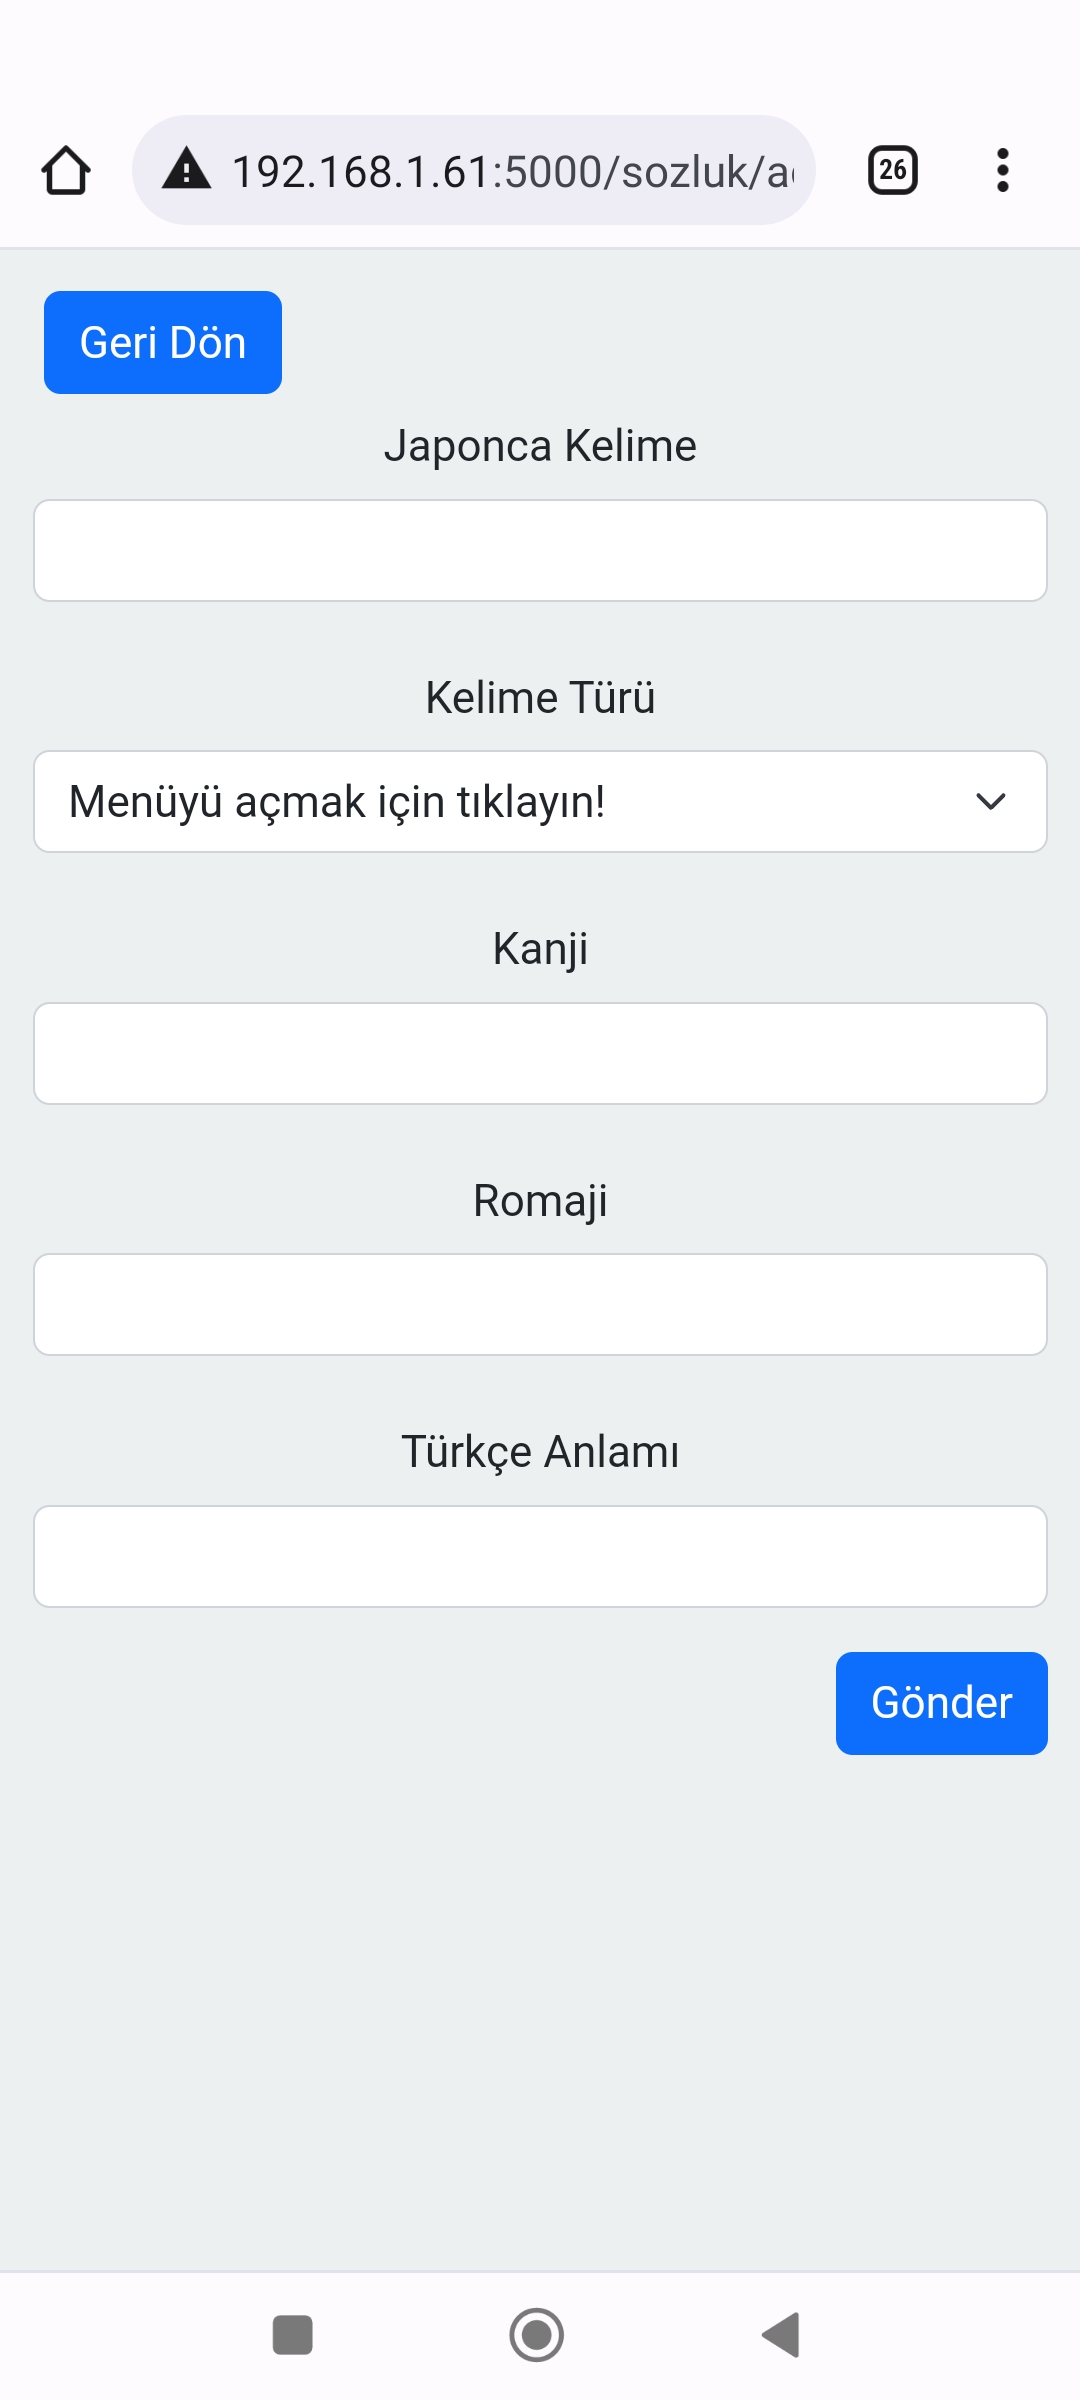 192.168.1.61:5000/sozluk/a
26
Geri Dön
Japonca Kelime
Kelime Türü
Menüyü açmak için tıklayın!
Kanji
Romaji
Türkçe Anlamı
Gönder